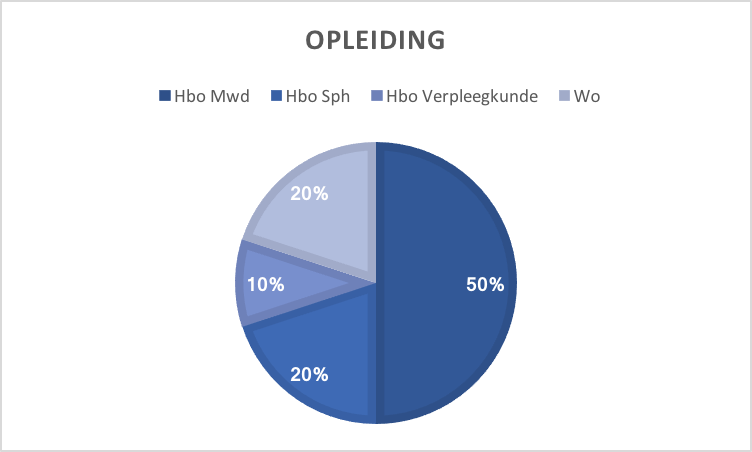 OPLEIDING
Hbo Mwd Hbo Sph Hbo Verpleegkunde Wo
20%
10%
50%
20%